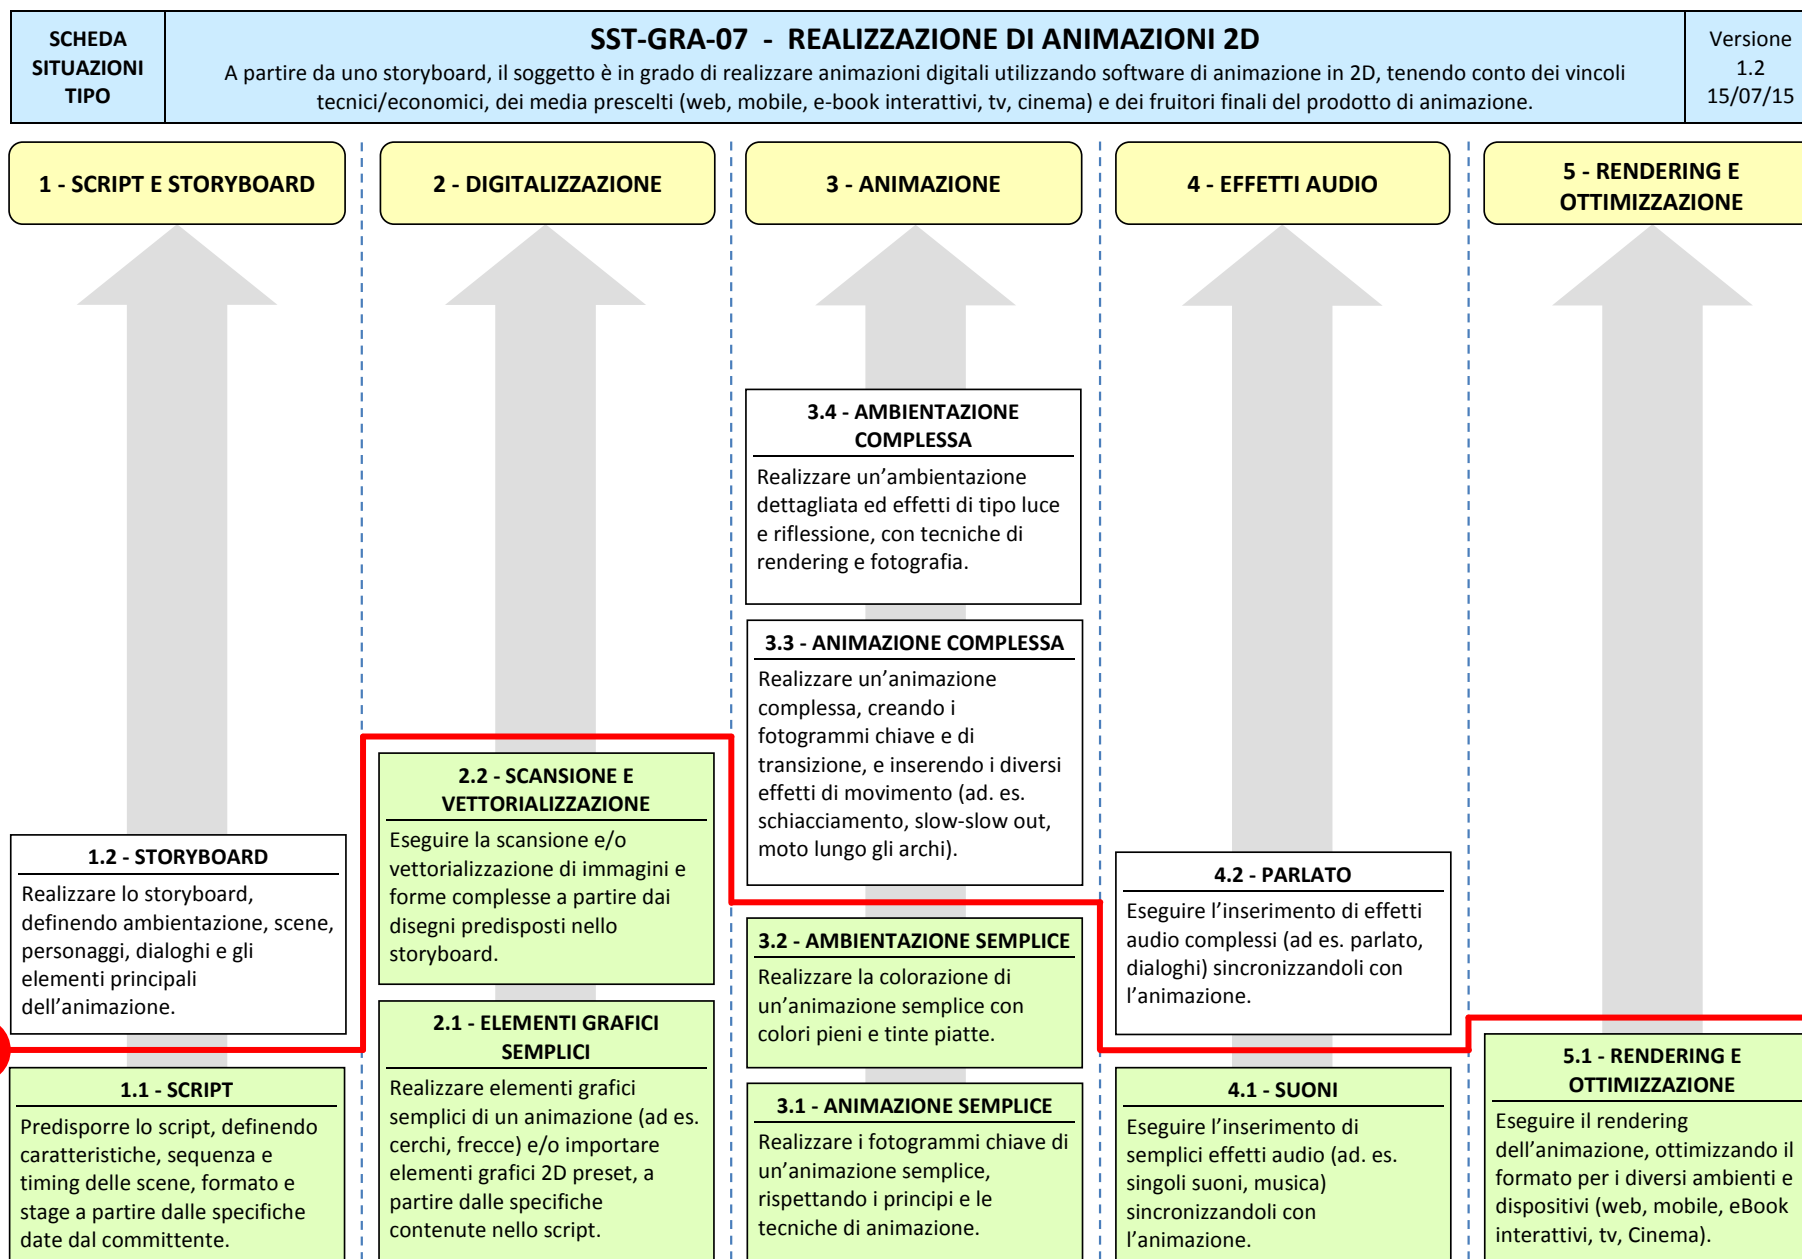 SCHEDA
SITUAZIONI
TIPO
SST-GRA-07 - REALIZZAZIONE DI ANIMAZIONI 2D
A partire da uno storyboard, il soggetto è in grado di realizzare animazioni digitali utilizzando software di animazione in 2D, tenendo conto dei vincoli
tecnici/economici, dei media prescelti (web, mobile, e-book interattivi, tv, cinema) e dei fruitori finali del prodotto di animazione.
Versione
1.2
15/07/15
1 - SCRIPT E STORYBOARD
1.2 - STORYBOARD
Realizzare lo storyboard,
definendo ambientazione, scene,
personaggi, dialoghi e gli
elementi principali
dell’animazione.
1.1 - SCRIPT
Predisporre lo script, definendo
caratteristiche, sequenza e
timing delle scene, formato e
stage a partire dalle specifiche
date dal committente.
2 - DIGITALIZZAZIONE
2.2 - SCANSIONE E
VETTORIALIZZAZIONE
Eseguire la scansione e/o
vettorializzazione di immagini e
forme complesse a partire dai
disegni predisposti nello
storyboard.
2.1 - ELEMENTI GRAFICI
SEMPLICI
Realizzare elementi grafici
semplici di un animazione (ad es.
cerchi, frecce) e/o importare
elementi grafici 2D preset, a
partire dalle specifiche
contenute nello script.
3 - ANIMAZIONE
3.4 - AMBIENTAZIONE
COMPLESSA
Realizzare un’ambientazione
dettagliata ed effetti di tipo luce
e riflessione, con tecniche di
rendering e fotografia.
3.3 - ANIMAZIONE COMPLESSA
Realizzare un’animazione
complessa, creando i
fotogrammi chiave e di
transizione, e inserendo i diversi
effetti di movimento (ad. es.
schiacciamento, slow-slow out,
moto lungo gli archi).
3.2 - AMBIENTAZIONE SEMPLICE
Realizzare la colorazione di
un’animazione semplice con
colori pieni e tinte piatte.
3.1 - ANIMAZIONE SEMPLICE
Realizzare i fotogrammi chiave di
un’animazione semplice,
rispettando i principi e le
tecniche di animazione.
4 - EFFETTI AUDIO
4.2 - PARLATO
Eseguire l’inserimento di effetti
audio complessi (ad es. parlato,
dialoghi) sincronizzandoli con
l’animazione.
4.1 - SUONI
Eseguire l’inserimento di
semplici effetti audio (ad. es.
singoli suoni, musica)
sincronizzandoli con
l’animazione.
5 - RENDERING E
OTTIMIZZAZIONE
5.1 - RENDERING E
OTTIMIZZAZIONE
Eseguire il rendering
dell’animazione, ottimizzando il
formato per i diversi ambienti e
dispositivi (web, mobile, eBook
interattivi, tv, Cinema).